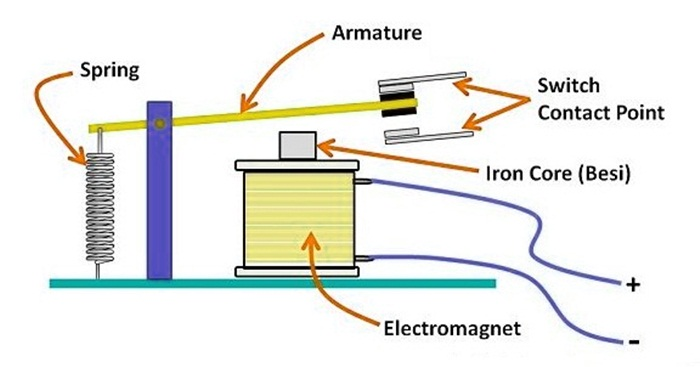 Armature
Spring
Switch
Contact Point
Iron Core (Besi)
+
Electromagnet
-